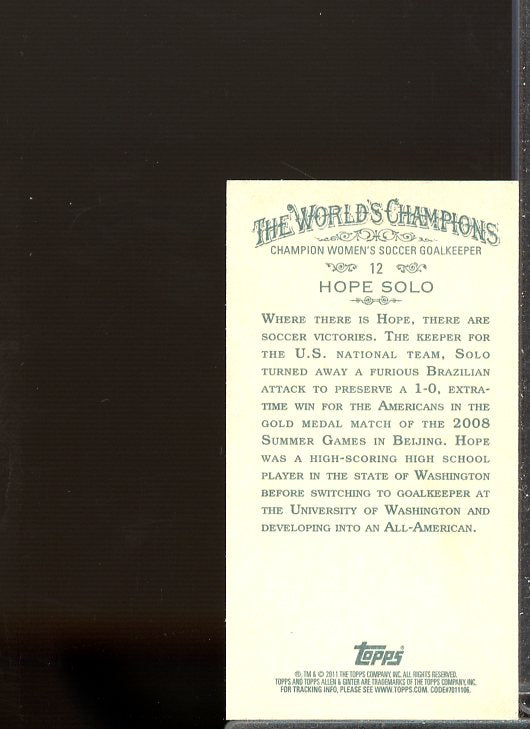 THE WORLD'S CHAMPIONS
CHAMPION WOMEN'S SOCCER GOALKEEPER
12
HOPE SOLO
WHERE THERE IS HOPE, THERE ARE
SOCCER VICTORIES. THE KEEPER FOR
THE U.S. NATIONAL TEAM, SOLO
TURNED AWAY A FURIOUS BRAZILIAN
ATTACK TO PRESERVE A 1-0, EXTRA-
TIME WIN FOR THE AMERICANS IN THE
GOLD MEDAL MATCH OF THE 2008
SUMMER GAMES IN BEIJING. HOPE
WAS A HIGH-SCORING HIGH SCHOOL
PLAYER IN THE STATE OF WASHINGTON
BEFORE SWITCHING TO GOALKEEPER AT
THE UNIVERSITY OF WASHINGTON AND
DEVELOPING INTO AN ALL-AMERICAN.
Topps
®, TM & © 2011 THE TOPPS COMPANY, INC. ALL RIGHTS RESERVED.
TOPPS AND TOPPS ALLEN & GINTER ARE TRADEMARKS OF THE TOPPS COMPANY, INC.
FOR TRACKING INFO, PLEASE SEE WWW.TOPPS.COM. CODE#7011106.